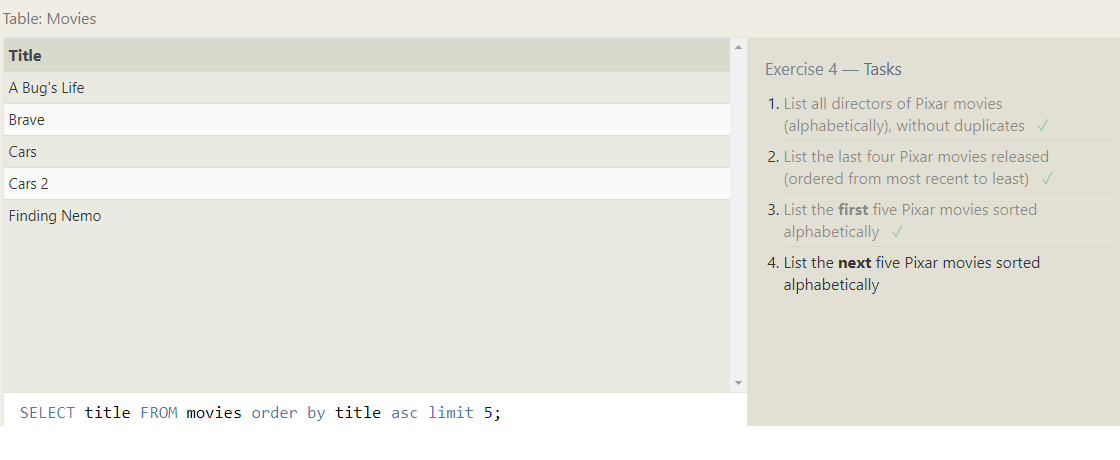 Table: Movies
Title
A Bug's Life
Brave
Cars
Cars 2
Finding Nemo
SELECT title FROM movies order by title asc limit 5;
Exercise 4 — Tasks
1. List all directors of Pixar movies
(alphabetically), without duplicates ✓
2. List the last four Pixar movies released
(ordered from most recent to least) ✓
3. List the first five Pixar movies sorted
alphabetically ✓
4. List the next five Pixar movies sorted
alphabetically